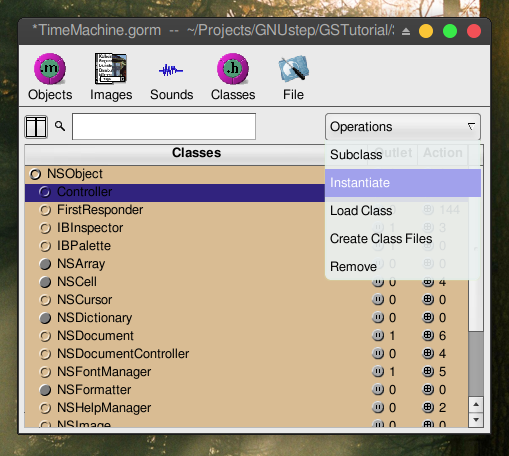 *TimeMachine.gorm -- ~/Projects/GNUstep/GSTutorial/
.m .h
Objects Images Sounds Classes File
Operations
Classes Outlet Action
Subclass
Instantiate
Load Class
Create Class Files
Remove
NSObject
Controller
FirstResponder 144
IBInspector 1 3
IBPalette 0
NSArray 0 0
NSCell 0 4
NSCursor 0 0
NSDictionary 0 0
NSDocument 1 6
NSDocumentController 0 4
NSFontManager 1 5
NSFormatter 0 0
NSHelpManager 0 2
NSImage 0 0